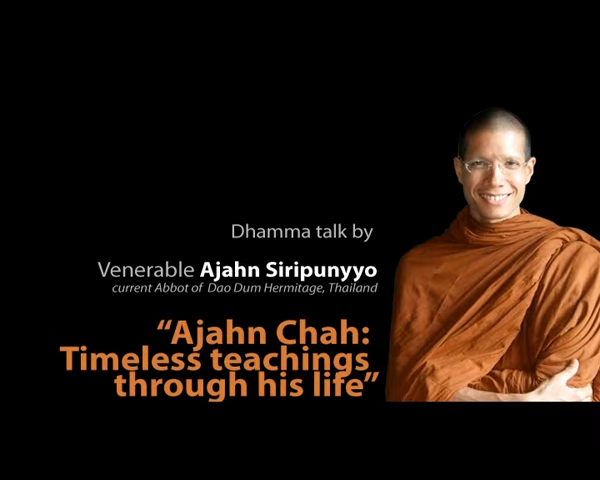 Dhamma talk by
Venerable Ajahn Siripunyyo
current Abbot of Dao Dum Hermitage, Thailand
“Ajahn Chah:
Timeless teachings
through his life”